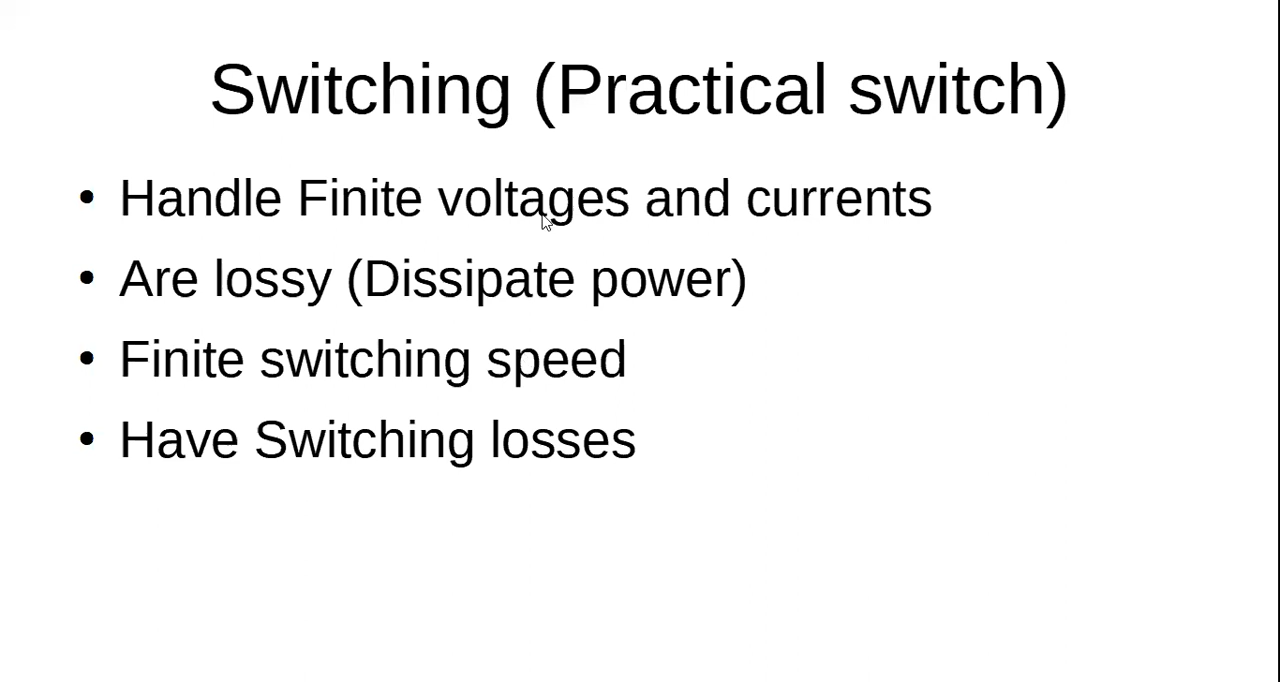 Switching (Practical switch)
• Handle Finite voltages and currents
• Are lossy (Dissipate power)
• Finite switching speed
• Have Switching losses